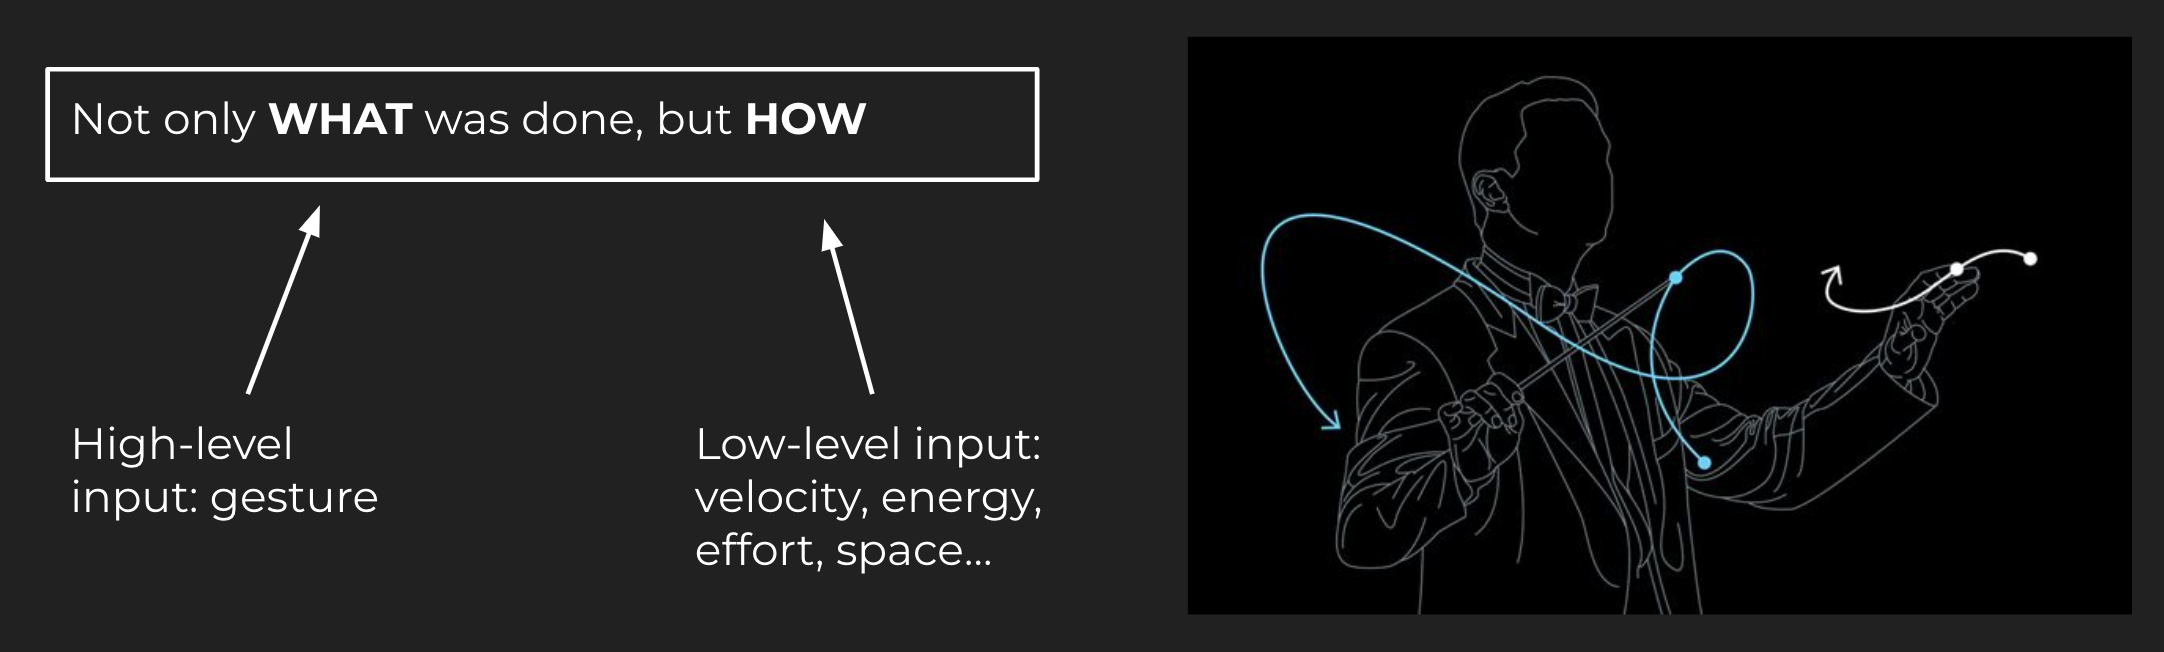 Not only WHAT was done, but HOW
High-level
input: gesture
Low-level input:
velocity, energy,
effort, space...